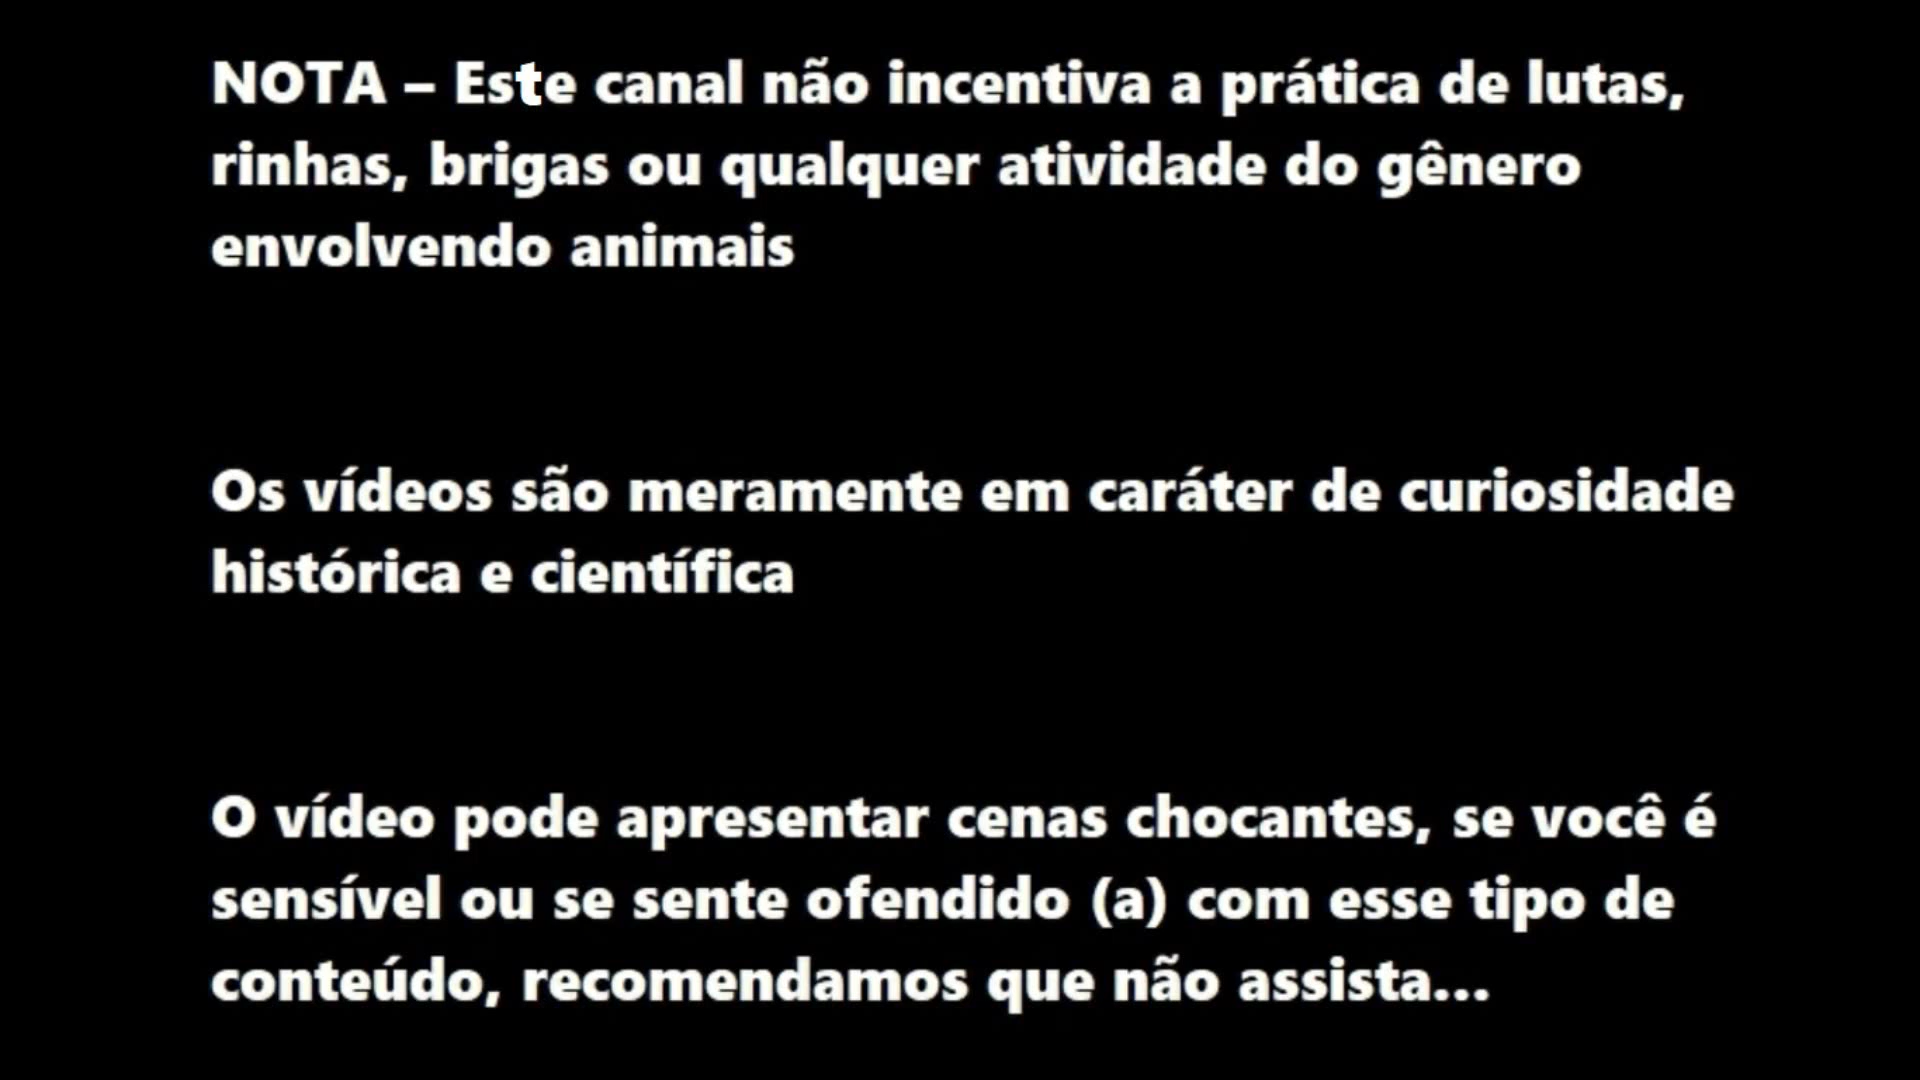 NOTA – Este canal não incentiva a prática de lutas,
rinhas, brigas ou qualquer atividade do gênero
envolvendo animais
Os vídeos são meramente em caráter de curiosidade
histórica e científica
O vídeo pode apresentar cenas chocantes, se você é
sensível ou se sente ofendido (a) com esse tipo de
conteúdo, recomendamos que não assista...